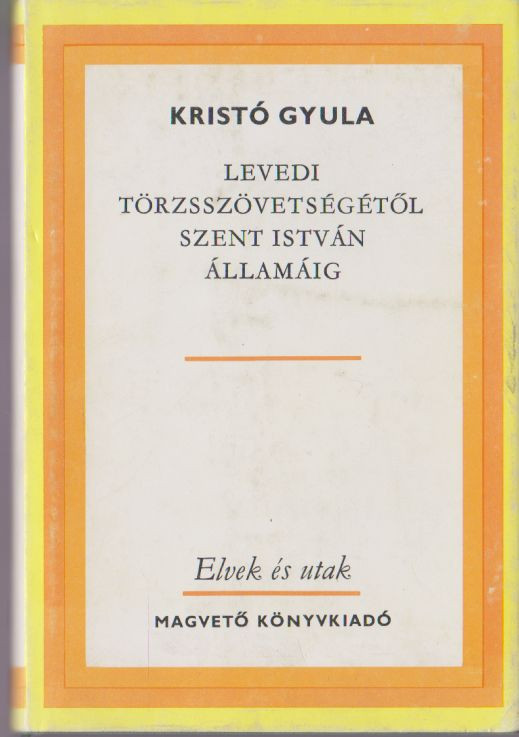 KRISTÓ GYULA
LEVEDI
TÖRZSSZÖVETSÉGÉTŐL
SZENT ISTVÁN
ÁLLAMÁIG
Elvek és utak
MAGVETŐ KÖNYVKIADÓ